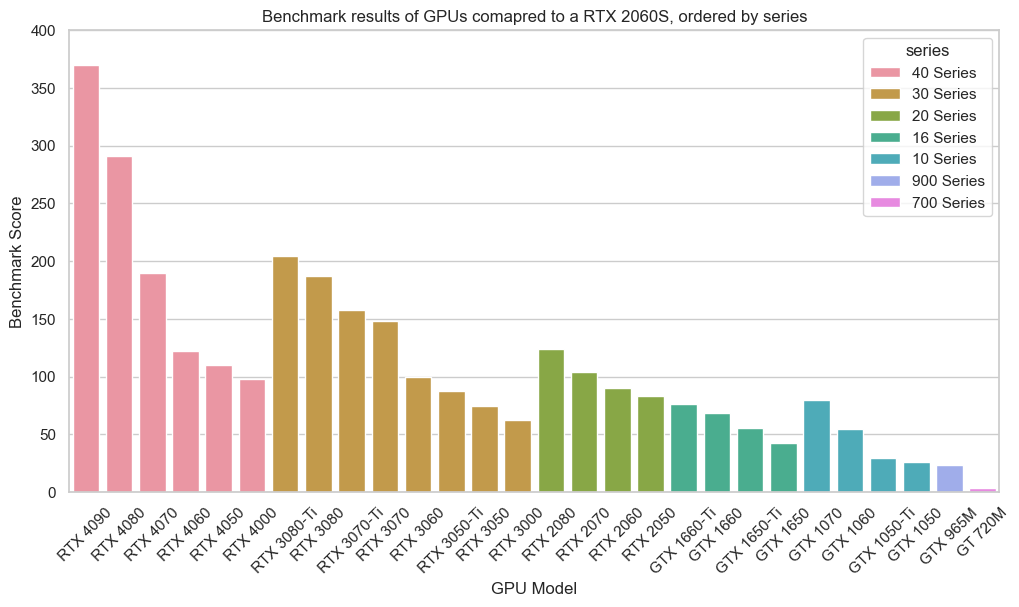 Benchmark results of GPUs comapred to a RTX 2060S, ordered by series
400
350
300
250
200
150
100
50
0
Benchmark Score
series
40 Series
30 Series
20 Series
16 Series
10 Series
900 Series
700 Series
RTX 4090
RTX 4080
RTX 4070
RTX 4060
RTX 4050
RTX 4000
RTX 3080-Ti
RTX 3080
RTX 3070-Ti
RTX 3070
RTX 3060
RTX 3050-Ti
RTX 3050
RTX 3000
RTX 2080
RTX 2070
RTX 2060
RTX 2050
GTX 1660-Ti
GTX 1660
GTX 1650-Ti
GTX 1650
GTX 1070
GTX 1060
GTX 1050-Ti
GTX 1050
GTX 965M
GT 720M
GPU Model